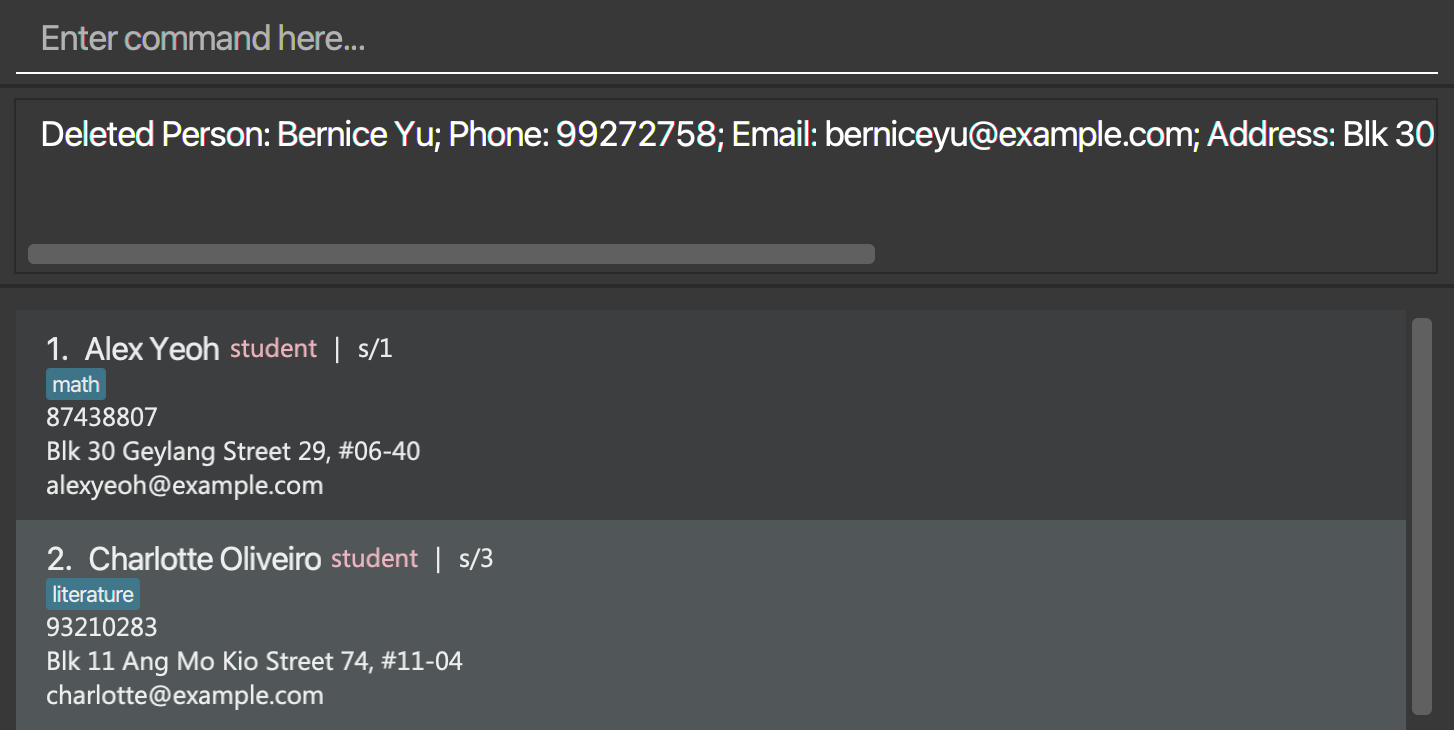 Enter command here...
Deleted Person: Bernice Yu; Phone: 99272758; Email: berniceyu@example.com; Address: Blk 30
1. Alex Yeoh student | s/1
math
87438807
Blk 30 Geylang Street 29, #06-40
alexyeoh@example.com
2. Charlotte Oliveiro student | s/3
literature
93210283
Blk 11 Ang Mo Kio Street 74, #11-04
charlotte@example.com